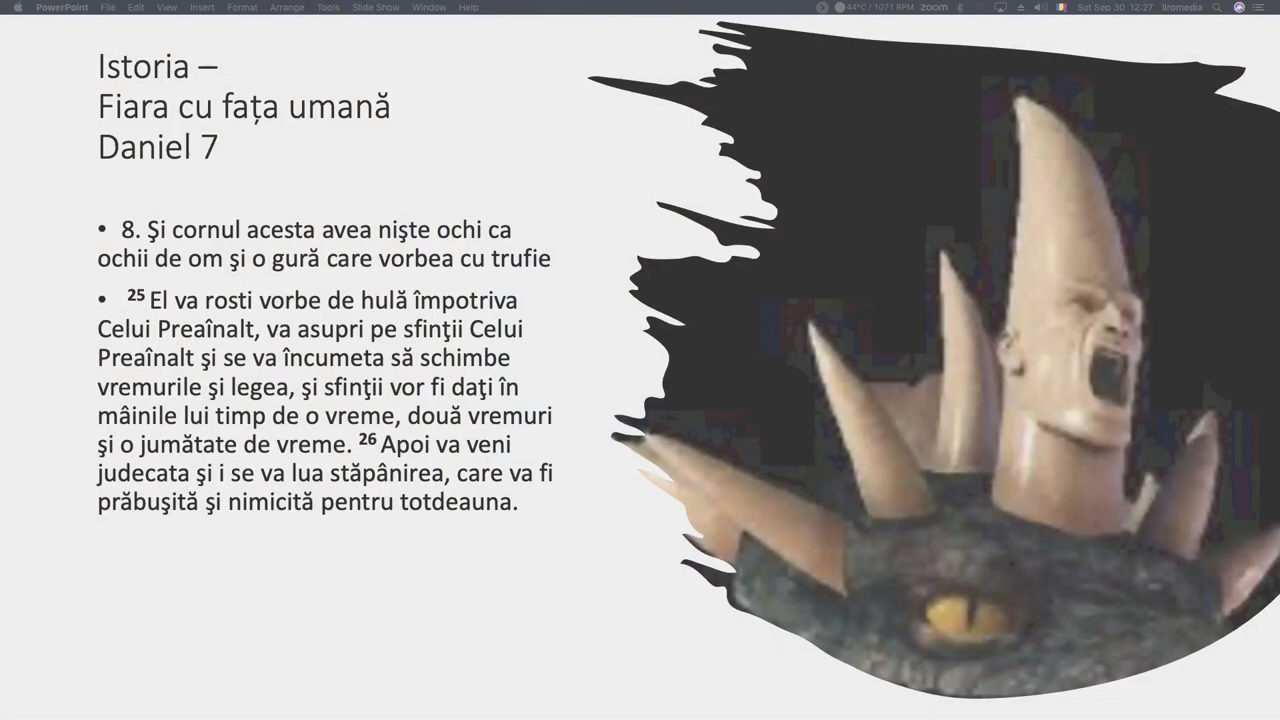 PowerPoint File Edit View Insert Format Arrange Tools Slide Show Window Help 44°C / 1071 RPM zoom Sat Sep 30 12:27 llromedia
Istoria –
Fiara cu fața umană
Daniel 7
• 8. Şi cornul acesta avea nişte ochi ca
ochii de om şi o gură care vorbea cu trufie
• 25 El va rosti vorbe de hulă împotriva
Celui Preaînalt, va asupri pe sfinţii Celui
Preaînalt şi se va încumeta să schimbe
vremurile şi legea, şi sfinţii vor fi daţi în
mâinile lui timp de o vreme, două vremuri
şi o jumătate de vreme. 26 Apoi va veni
judecata şi i se va lua stăpânirea, care va fi
prăbuşită şi nimicită pentru totdeauna.